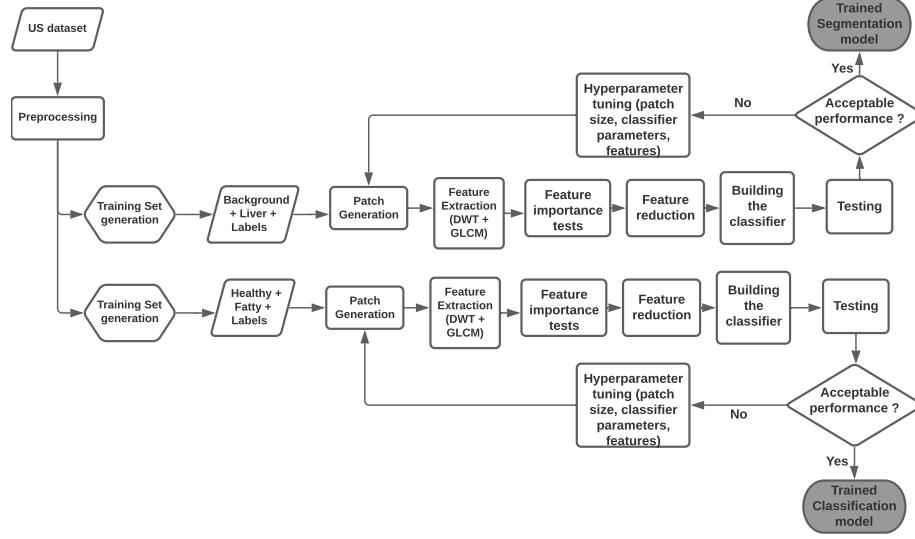 US dataset
Trained
Segmentation
model
Yes
Preprocessing
Hyperparameter
tuning (patch
size, classifier
parameters,
features)
No
Acceptable
performance ?
Training Set
generation
Background
+ Liver +
Labels
Patch
Generation
Feature
Extraction
(DWT +
GLCM)
Feature
importance
tests
Feature
reduction
Building
the
classifier
Testing
Training Set
generation
Healthy +
Fatty +
Labels
Patch
Generation
Feature
Extraction
(DWT +
GLCM)
Feature
importance
tests
Feature
reduction
Building
the
classifier
Testing
Hyperparameter
tuning (patch
size, classifier
parameters,
features)
No
Acceptable
performance ?
Yes
Trained
Classification
model